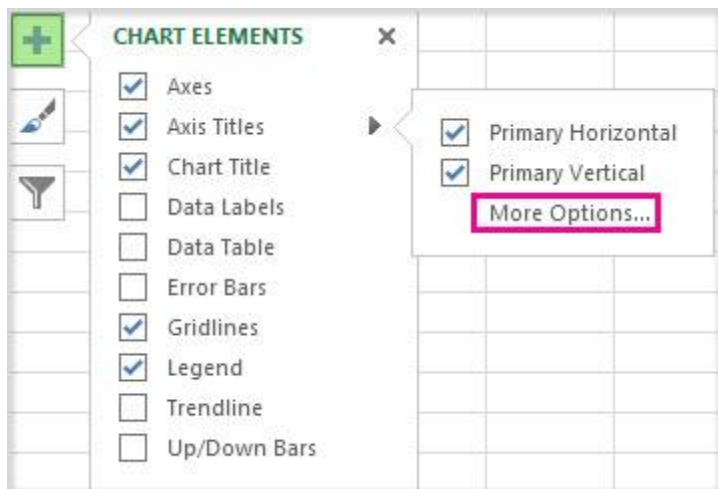 CHART ELEMENTS
Axes
Axis Titles
Chart Title
Data Labels
Data Table
Error Bars
Gridlines
Legend
Trendline
Up/Down Bars
Primary Horizontal
Primary Vertical
More Options...